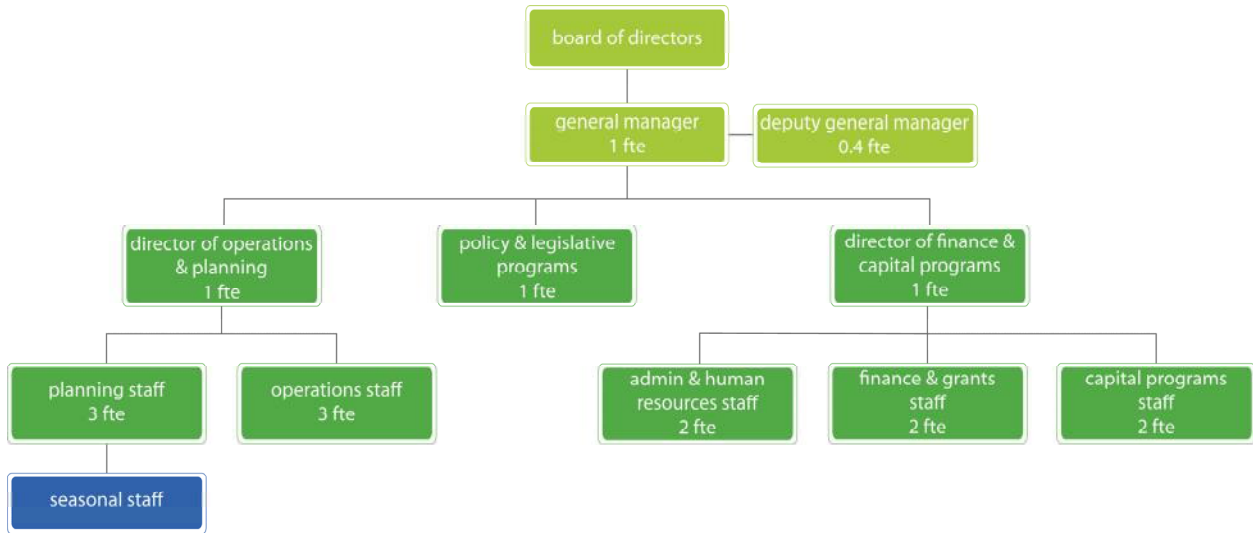 board of directors
general manager
1 fte
deputy general manager
0.4 fte
director of operations
& planning
1 fte
policy & legislative
programs
1 fte
director of finance &
capital programs
1 fte
planning staff
3 fte
operations staff
3 fte
admin & human
resources staff
2 fte
finance & grants
staff
2 fte
capital programs
staff
2 fte
seasonal staff